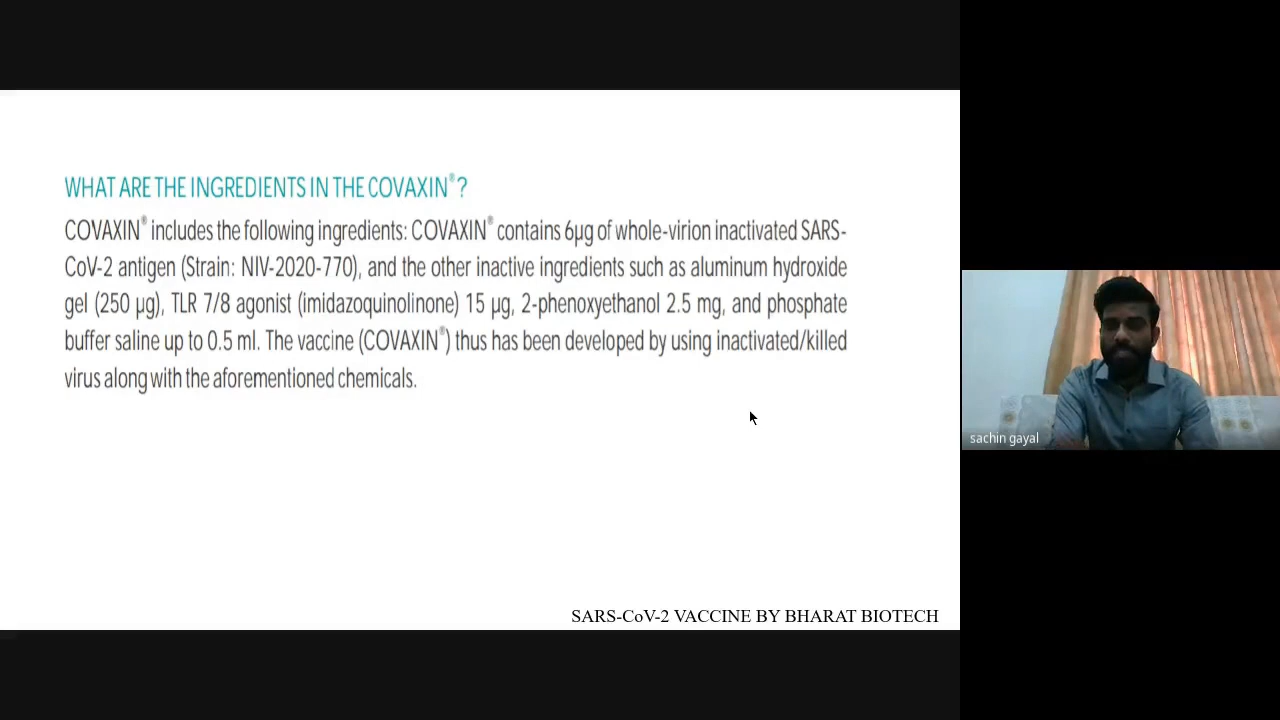 WHAT ARE THE INGREDIENTS IN THE COVAXIN®?
COVAXIN® includes the following ingredients: COVAXIN® contains 6µg of whole-virion inactivated SARS-
CoV-2 antigen (Strain: NIV-2020-770), and the other inactive ingredients such as aluminum hydroxide
gel (250 µg), TLR 7/8 agonist (imidazoquinolinone) 15 µg, 2-phenoxyethanol 2.5 mg, and phosphate
buffer saline up to 0.5 ml. The vaccine (COVAXIN®) thus has been developed by using inactivated/killed
virus along with the aforementioned chemicals.
SARS-CoV-2 VACCINE BY BHARAT BIOTECH
sachin gayal